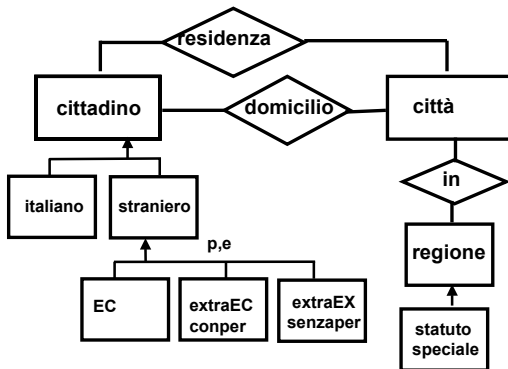 residenza
cittadino
domicilio
città
in
italiano
straniero
p,e
regione
EC
extraEC
conper
extraEX
senzaper
statuto
speciale